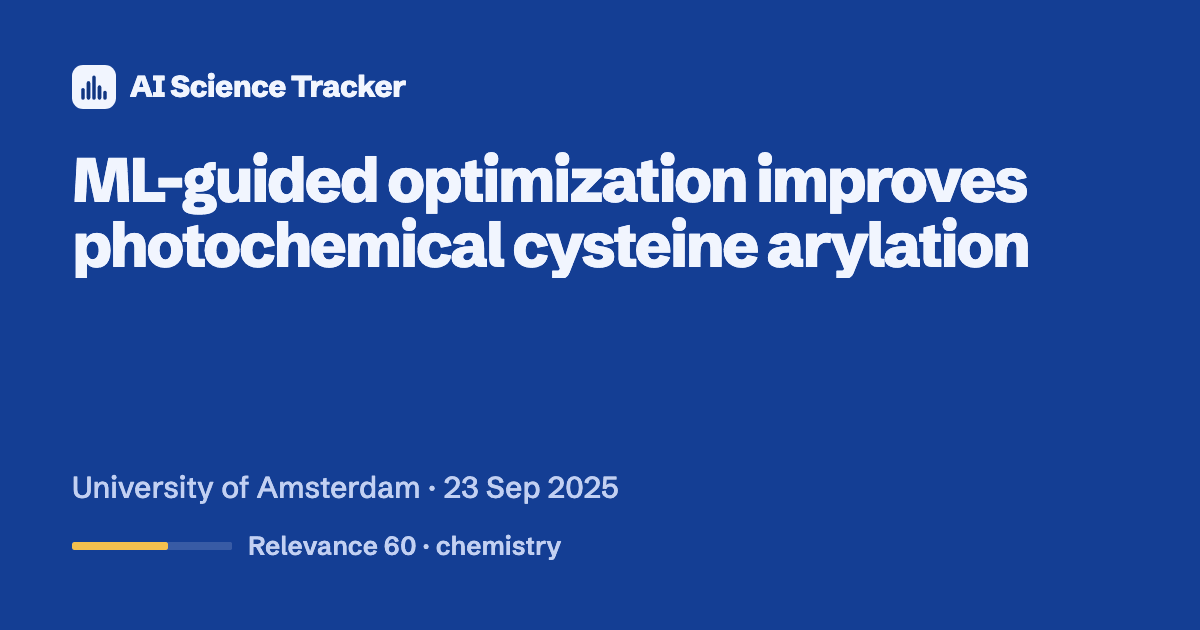 AI Science Tracker
ML-guided optimization improves
photochemical cysteine arylation
University of Amsterdam · 23 Sep 2025
Relevance 60 · chemistry